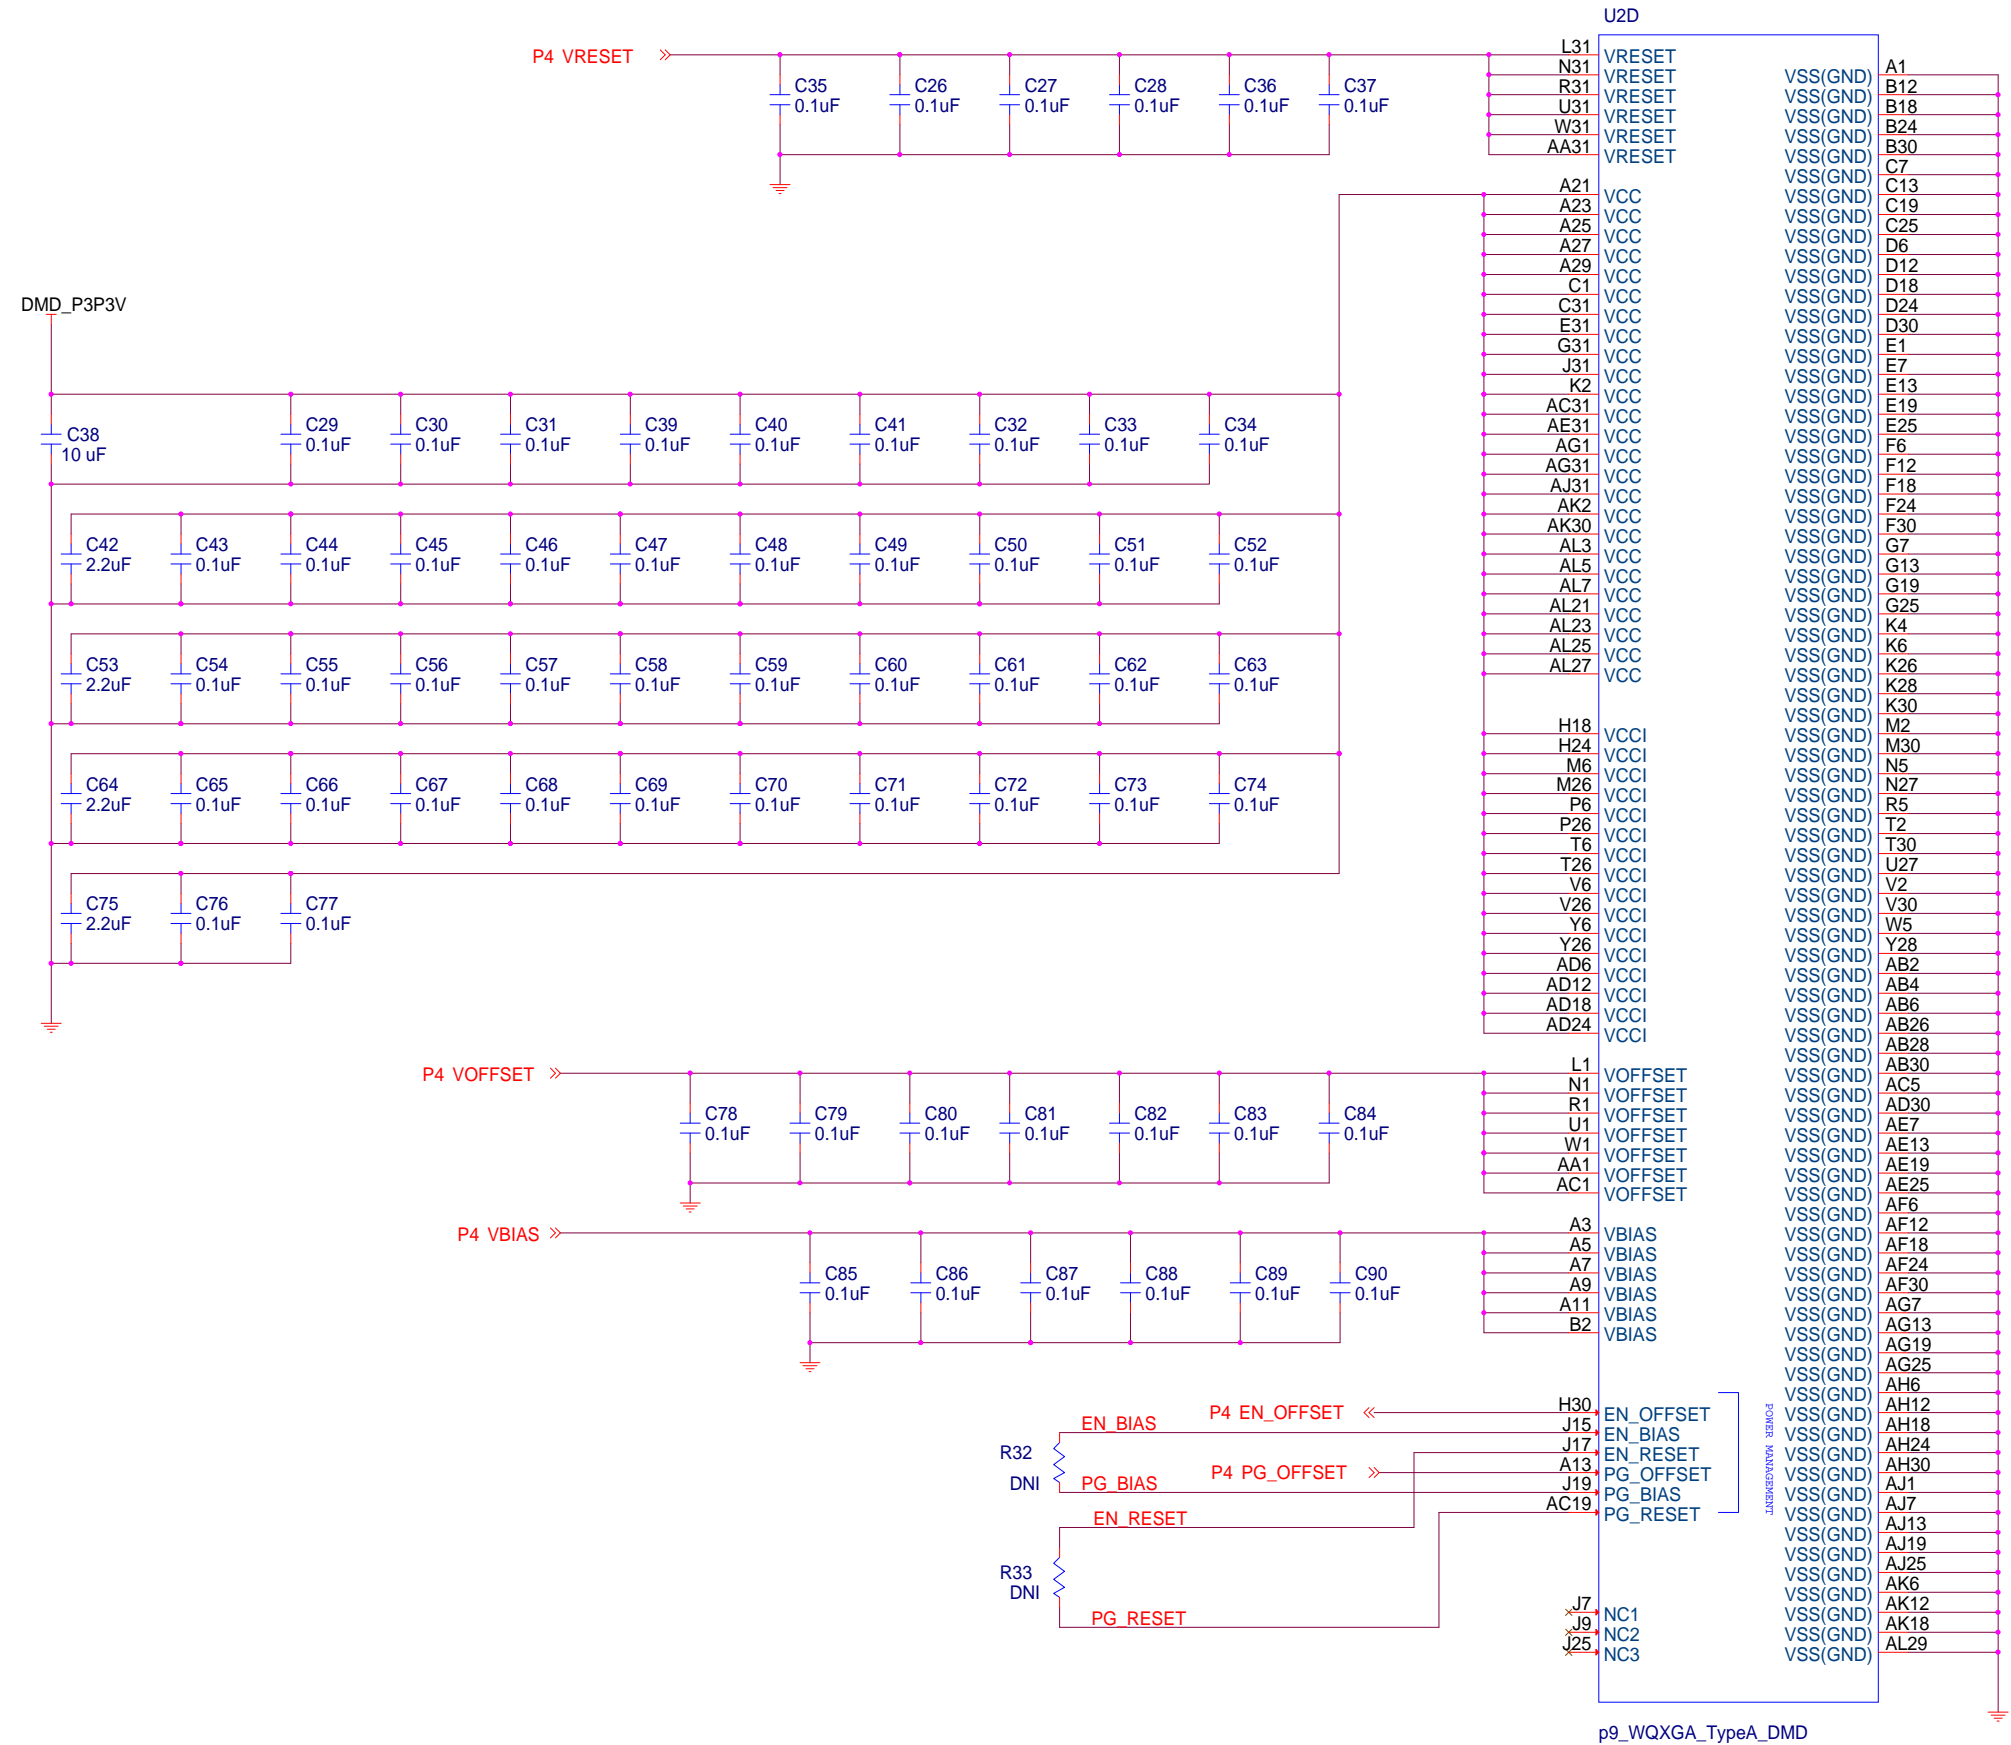 U2D
P4 VRESET
C35 C26 C27 C28 C36 C37
0.1uF 0.1uF 0.1uF 0.1uF 0.1uF 0.1uF
L31 VRESET
N31 VRESET
R31 VRESET
U31 VRESET
W31 VRESET
AA31 VRESET
A21 VCC
A23 VCC
A25 VCC
A27 VCC
A29 VCC
C1 VCC
C31 VCC
E31 VCC
G31 VCC
J31 VCC
K2 VCC
AC31 VCC
AE31 VCC
AG1 VCC
AG31 VCC
AJ31 VCC
AK2 VCC
AK30 VCC
AL3 VCC
AL5 VCC
AL7 VCC
AL21 VCC
AL23 VCC
AL25 VCC
AL27 VCC
DMD_P3P3V
C38 C29 C30 C31 C39 C40 C41 C32 C33 C34
10 uF 0.1uF 0.1uF 0.1uF 0.1uF 0.1uF 0.1uF 0.1uF 0.1uF 0.1uF
C42 C43 C44 C45 C46 C47 C48 C49 C50 C51 C52
2.2uF 0.1uF 0.1uF 0.1uF 0.1uF 0.1uF 0.1uF 0.1uF 0.1uF 0.1uF 0.1uF
C53 C54 C55 C56 C57 C58 C59 C60 C61 C62 C63
2.2uF 0.1uF 0.1uF 0.1uF 0.1uF 0.1uF 0.1uF 0.1uF 0.1uF 0.1uF 0.1uF
C64 C65 C66 C67 C68 C69 C70 C71 C72 C73 C74
2.2uF 0.1uF 0.1uF 0.1uF 0.1uF 0.1uF 0.1uF 0.1uF 0.1uF 0.1uF 0.1uF
C75 C76 C77
2.2uF 0.1uF 0.1uF
H18 VCCI
H24 VCCI
M6 VCCI
M26 VCCI
P6 VCCI
P26 VCCI
T6 VCCI
T26 VCCI
V6 VCCI
V26 VCCI
Y6 VCCI
Y26 VCCI
AD6 VCCI
AD12 VCCI
AD18 VCCI
AD24 VCCI
P4 VOFFSET
C78 C79 C80 C81 C82 C83 C84
0.1uF 0.1uF 0.1uF 0.1uF 0.1uF 0.1uF 0.1uF
L1 VOFFSET
N1 VOFFSET
R1 VOFFSET
U1 VOFFSET
W1 VOFFSET
AA1 VOFFSET
AC1 VOFFSET
P4 VBIAS
C85 C86 C87 C88 C89 C90
0.1uF 0.1uF 0.1uF 0.1uF 0.1uF 0.1uF
A3 VBIAS
A5 VBIAS
A7 VBIAS
A9 VBIAS
A11 VBIAS
B2 VBIAS
P4 EN_OFFSET H30 EN_OFFSET
EN_BIAS J15 EN_BIAS
J17 EN_RESET
P4 PG_OFFSET A13 PG_OFFSET
PG_BIAS J19 PG_BIAS
AC19 PG_RESET
R32
DNI
EN_RESET
R33
DNI
PG_RESET
POWER MANAGEMENT
J7 NC1
J9 NC2
J25 NC3
VSS(GND) A1
VSS(GND) B12
VSS(GND) B18
VSS(GND) B24
VSS(GND) B30
VSS(GND) C7
VSS(GND) C13
VSS(GND) C19
VSS(GND) C25
VSS(GND) D6
VSS(GND) D12
VSS(GND) D18
VSS(GND) D24
VSS(GND) D30
VSS(GND) E1
VSS(GND) E7
VSS(GND) E13
VSS(GND) E19
VSS(GND) E25
VSS(GND) F6
VSS(GND) F12
VSS(GND) F18
VSS(GND) F24
VSS(GND) F30
VSS(GND) G7
VSS(GND) G13
VSS(GND) G19
VSS(GND) G25
VSS(GND) K4
VSS(GND) K6
VSS(GND) K26
VSS(GND) K28
VSS(GND) K30
VSS(GND) M2
VSS(GND) M30
VSS(GND) N5
VSS(GND) N27
VSS(GND) R5
VSS(GND) T2
VSS(GND) T30
VSS(GND) U27
VSS(GND) V2
VSS(GND) V30
VSS(GND) W5
VSS(GND) Y28
VSS(GND) AB2
VSS(GND) AB4
VSS(GND) AB6
VSS(GND) AB26
VSS(GND) AB28
VSS(GND) AB30
VSS(GND) AC5
VSS(GND) AD30
VSS(GND) AE7
VSS(GND) AE13
VSS(GND) AE19
VSS(GND) AE25
VSS(GND) AF6
VSS(GND) AF12
VSS(GND) AF18
VSS(GND) AF24
VSS(GND) AF30
VSS(GND) AG7
VSS(GND) AG13
VSS(GND) AG19
VSS(GND) AG25
VSS(GND) AH6
VSS(GND) AH12
VSS(GND) AH18
VSS(GND) AH24
VSS(GND) AH30
VSS(GND) AJ1
VSS(GND) AJ7
VSS(GND) AJ13
VSS(GND) AJ19
VSS(GND) AJ25
VSS(GND) AK6
VSS(GND) AK12
VSS(GND) AK18
VSS(GND) AL29
p9_WQXGA_TypeA_DMD